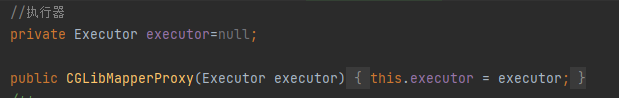 //执行器
private Executor executor=null;
public CGLibMapperProxy(Executor executor) { this.executor = executor; }